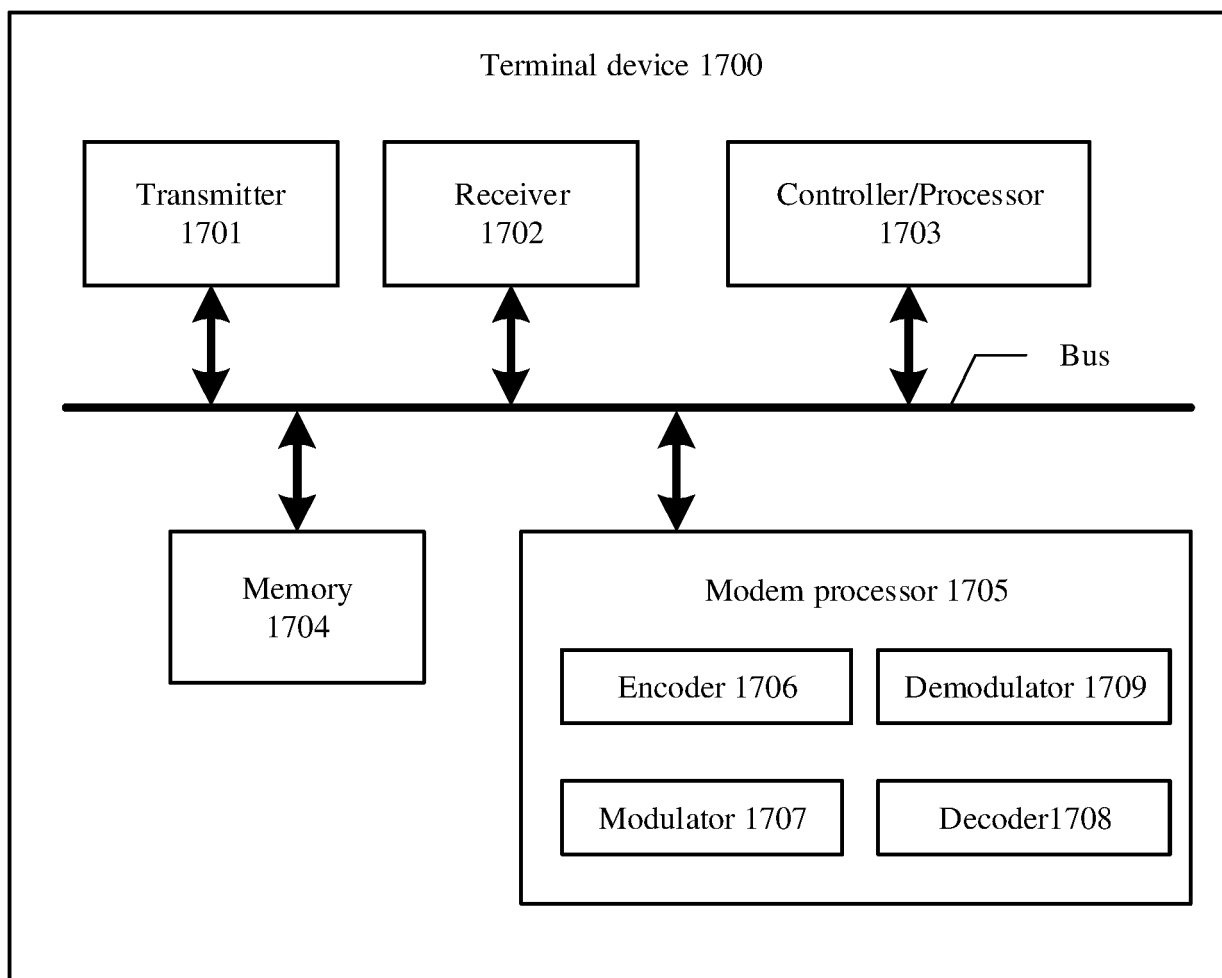 Terminal device 1700
Transmitter
1701
Receiver
1702
Controller/Processor
1703
Bus
Memory
1704
Modem processor 1705
Encoder 1706
Demodulator 1709
Modulator 1707
Decoder1708